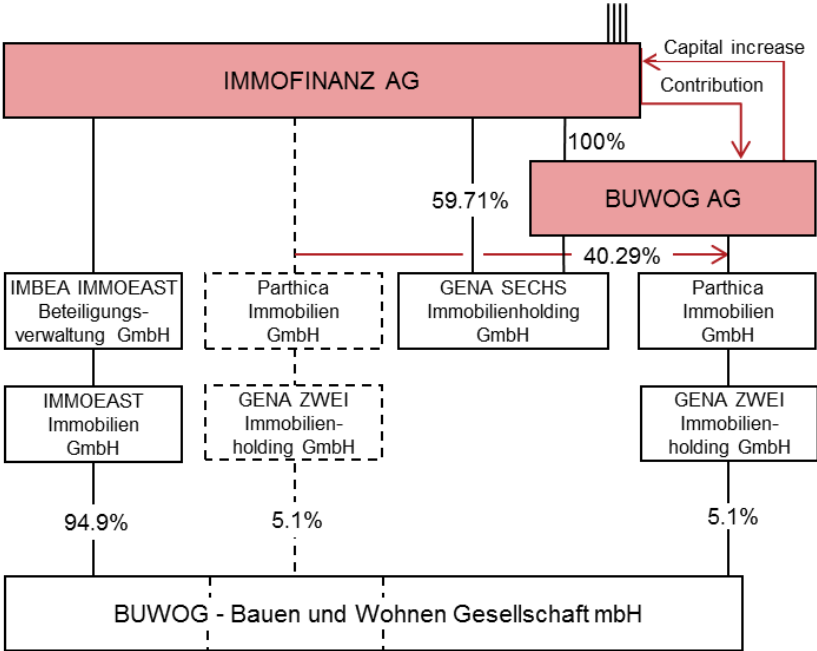 Capital increase
IMMOFINANZ AG
Contribution
100%
59.71%
BUWOG AG
40.29%
IMBEA IMMOEAST
Beteiligungs-
verwaltung GmbH
Parthica
Immobilien
GmbH
GENA SECHS
Immobilienholding
GmbH
Parthica
Immobilien
GmbH
IMMOEAST
Immobilien
GmbH
GENA ZWEI
Immobilien-
holding GmbH
GENA ZWEI
Immobilien-
holding GmbH
94.9%
5.1%
5.1%
BUWOG - Bauen und Wohnen Gesellschaft mbH